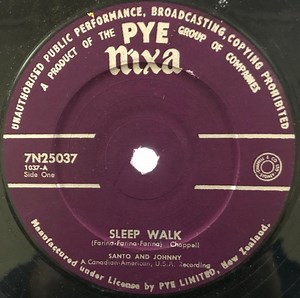 UNAUTHORISED PUBLIC PERFORMANCE, BROADCASTING, COPYING PROHIBITED
A PRODUCT OF THE PYE GROUP OF COMPANIES
nixa
7N25037
1037-A
Side One
SLEEP WALK
(Farina-Farina-Farina) Chappell
SANTO AND JOHNNY
A Canadian-American, U.S.A. Recording
Manufactured under License by PYE LIMITED, New Zealand.